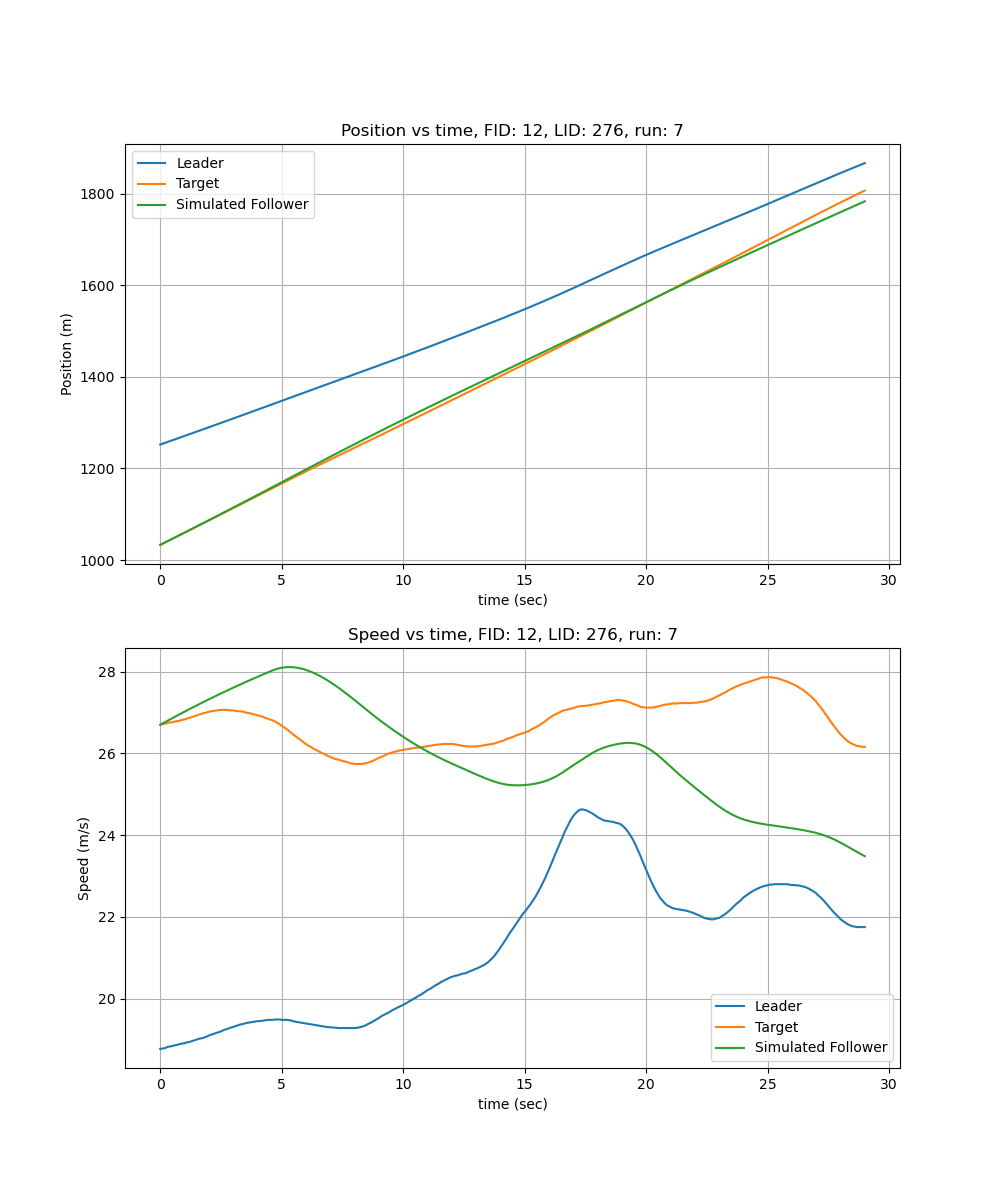 Position vs time, FID: 12, LID: 276, run: 7
Leader
Target
Simulated Follower
Position (m)
1800
1600
1400
1200
1000
0 5 10 15 20 25 30
time (sec)
Speed vs time, FID: 12, LID: 276, run: 7
Speed (m/s)
28
26
24
22
20
Leader
Target
Simulated Follower
0 5 10 15 20 25 30
time (sec)